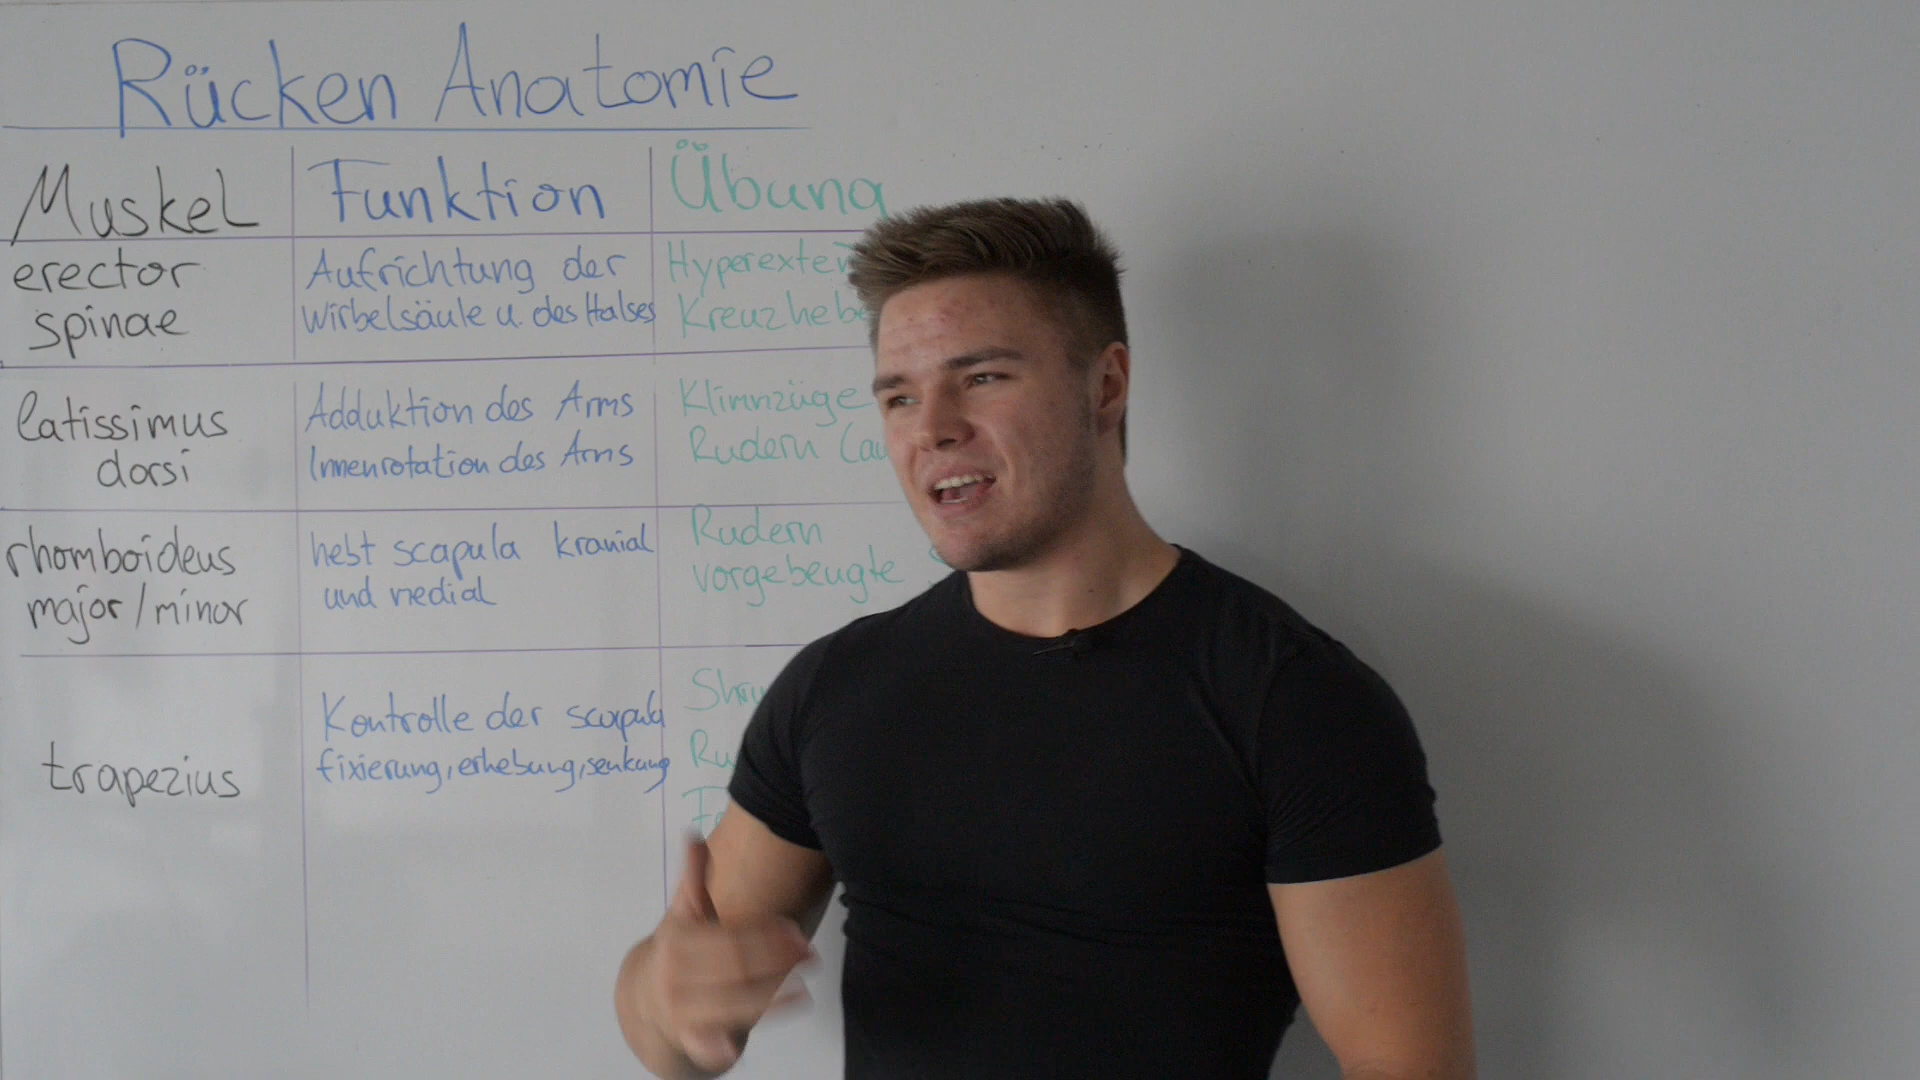 Rücken Anatomie
Muskel Funktion Übung
erector Aufrichtung der
spinae Wirbelsäule u. des Halses
latissimus Adduktion des Arms Klimmzüge
dorsi Innenrotation des Arms Rudern
rhomboideus hebt scapula kranial Rudern
major/minor und medial vorgebeugte
Kontrolle der scapula
trapezius fixierung, erhebung, senkung